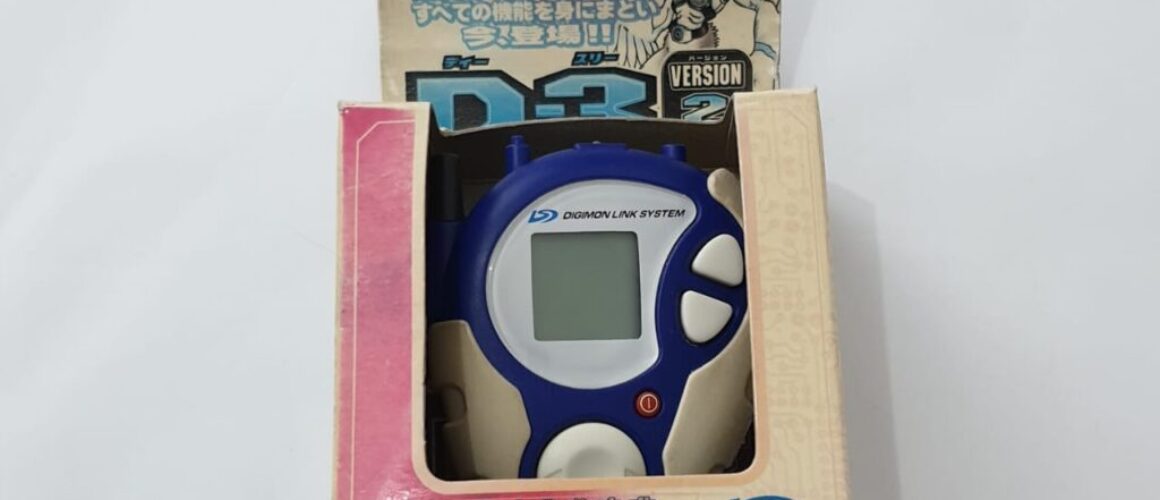 すべての機能を身にまとい
今、登場!!
ディー スリー
D-3
バージョン
VERSION
2
DIGIMON LINK SYSTEM